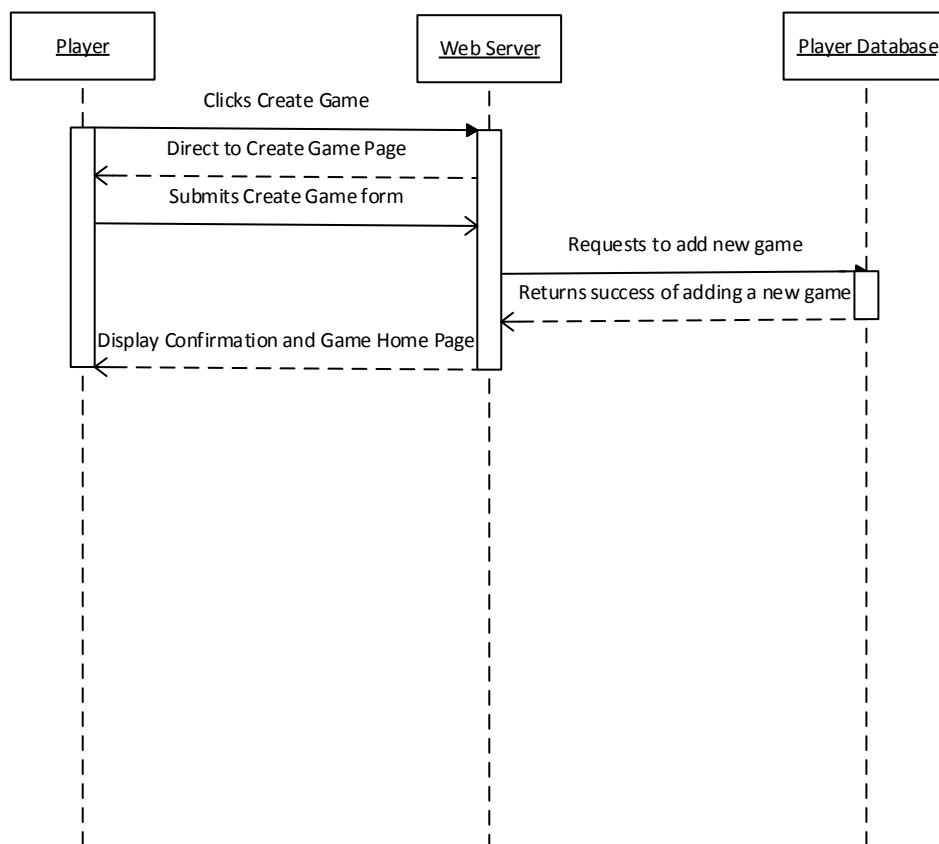 Player
Web Server
Player Database
Clicks Create Game
Direct to Create Game Page
Submits Create Game form
Requests to add new game
Returns success of adding a new game
Display Confirmation and Game Home Page